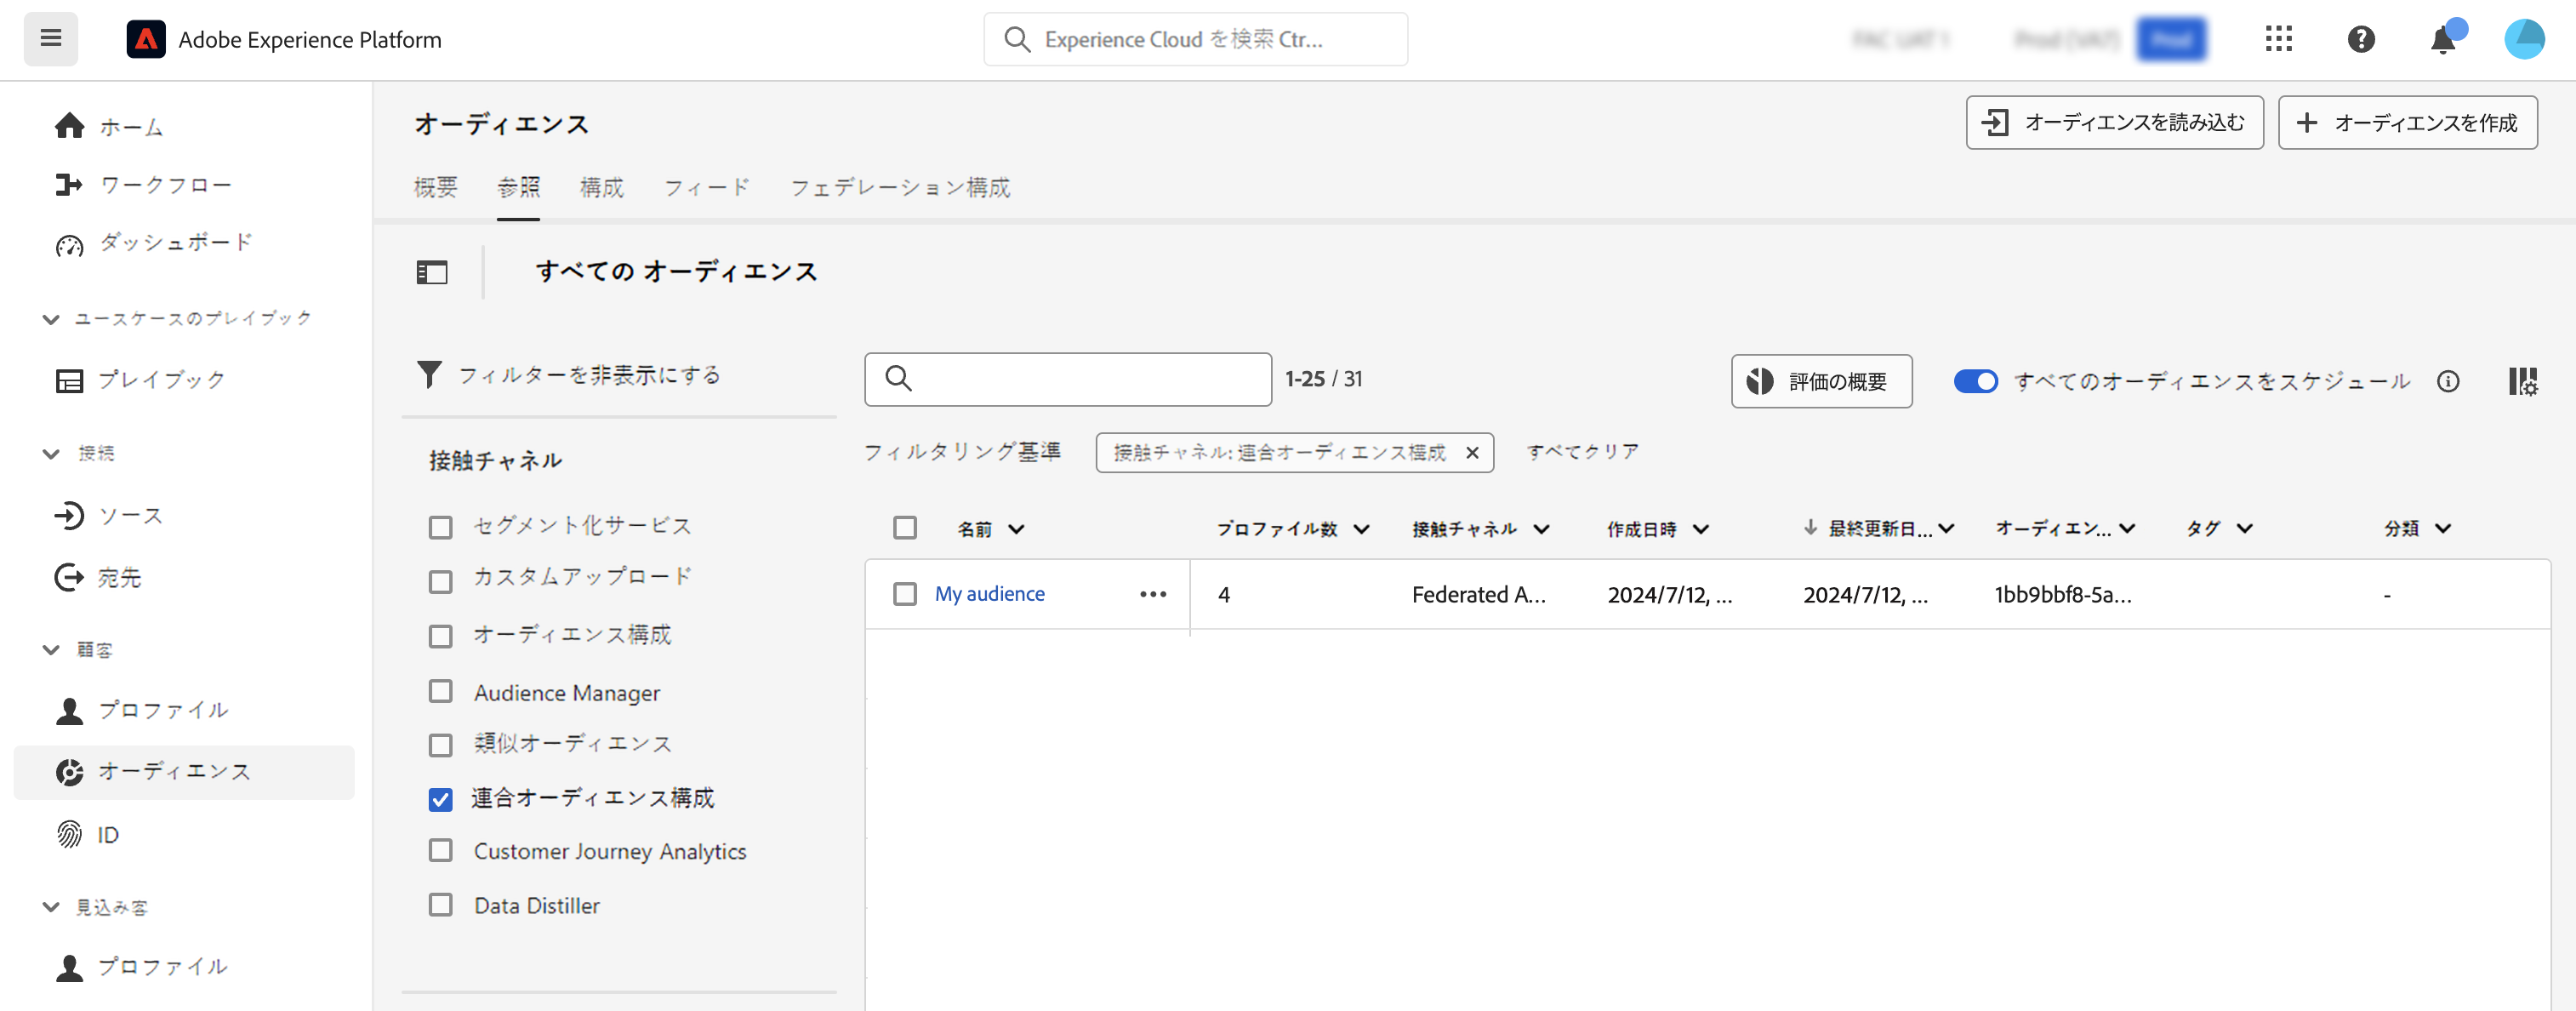 Adobe Experience Platform
Experience Cloud を検索 Ctr...
ホーム
ワークフロー
ダッシュボード
ユースケースのプレイブック
プレイブック
接続
ソース
宛先
顧客
プロファイル
オーディエンス
ID
見込み客
プロファイル
オーディエンス
オーディエンスを読み込む
オーディエンスを作成
概要 参照 構成 フィード フェデレーション構成
すべての オーディエンス
フィルターを非表示にする
1-25 / 31
評価の概要
すべてのオーディエンスをスケジュール
接触チャネル
セグメント化サービス
カスタムアップロード
オーディエンス構成
Audience Manager
類似オーディエンス
連合オーディエンス構成
Customer Journey Analytics
Data Distiller
フィルタリング基準 接触チャネル: 連合オーディエンス構成 すべてクリア
名前 プロファイル数 接触チャネル 作成日時 最終更新日... オーディエン... タグ 分類
My audience 4 Federated A... 2024/7/12, ... 2024/7/12, ... 1bb9bbf8-5a... -